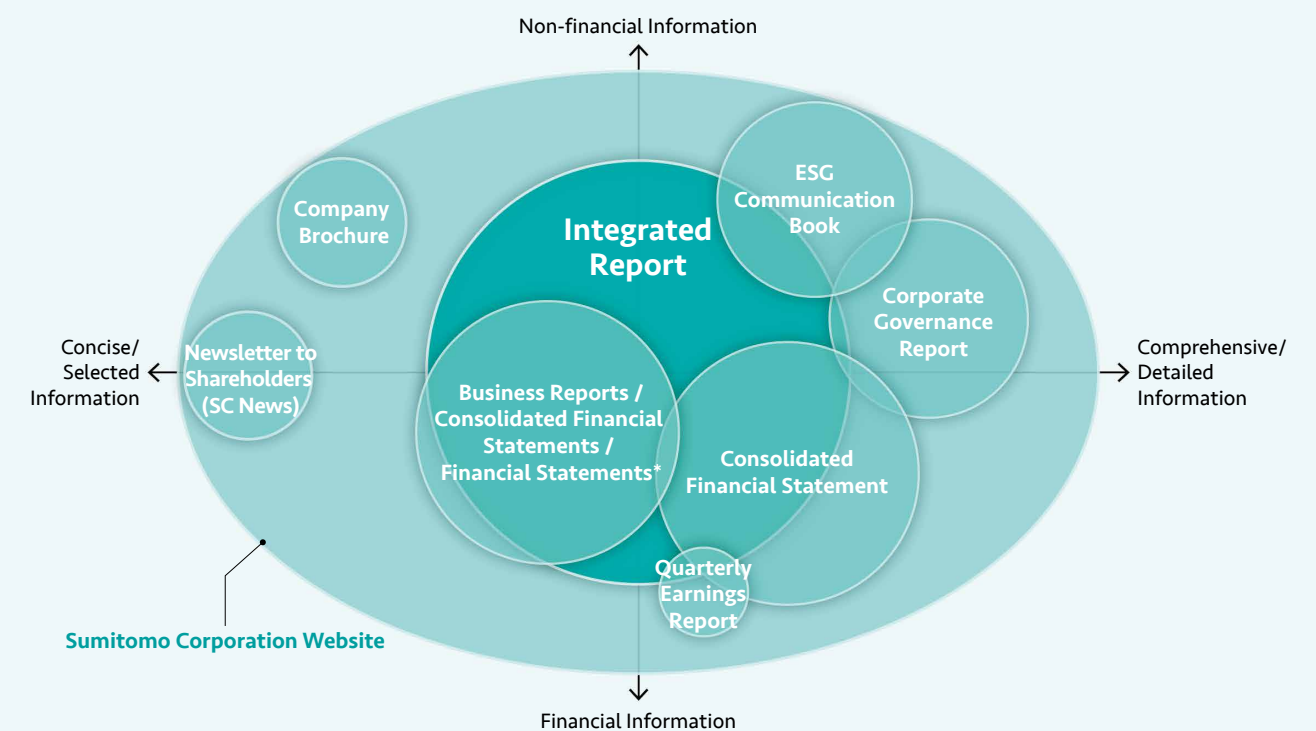 Non-financial Information
ESG
Communication
Book
Company
Brochure
Integrated
Report
Corporate
Governance
Report
Concise/
Selected
Information
Newsletter to
Shareholders
(SC News)
Comprehensive/
Detailed
Information
Business Reports /
Consolidated Financial
Statements /
Financial Statements*
Consolidated
Financial Statement
Quarterly
Earnings
Report
Sumitomo Corporation Website
Financial Information